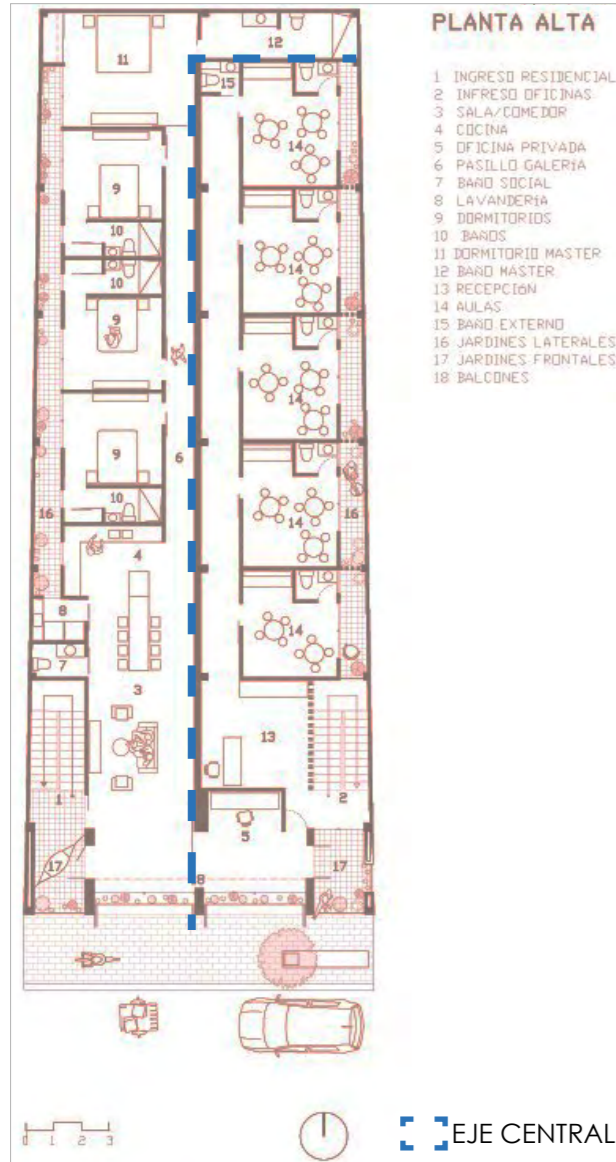 PLANTA ALTA
1 INGRESO RESIDENCIAL
2 INFRESO OFICINAS
3 SALA/COMEDOR
4 COCINA
5 OFICINA PRIVADA
6 PASILLO GALERÍA
7 BAÑO SOCIAL
8 LAVANDERÍA
9 DORMITORIOS
10 BAÑOS
11 DORMITORIO MASTER
12 BAÑO MASTER
13 RECEPCIÓN
14 AULAS
15 BAÑO EXTERNO
16 JARDINES LATERALES
17 JARDINES FRONTALES
18 BALCONES
12
11
15
14
9
10
14
10
9
14
9
6
14
10
16
16
4
8
14
7
3
13
1
2
5
17
17
8
0 1 2 3
EJE CENTRAL